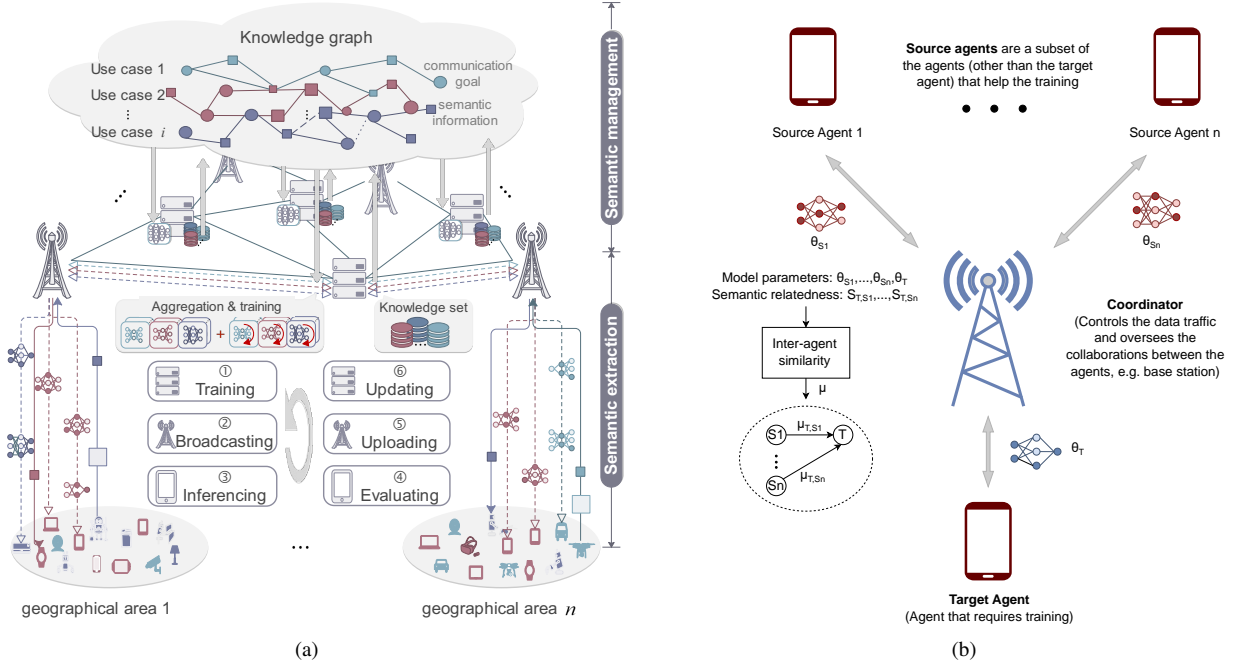 Knowledge graph
Use case 1
communication
goal
Use case 2
⋮
semantic
information
Use case i
...
...
...
Semantic management
Aggregation & training
+
Knowledge set
...
① 
Training
⑥
Updating
②
Broadcasting
⑤
Uploading
③
Inferencing
④
Evaluating
Semantic extraction
...
geographical area 1
geographical area n
(a)
Source agents are a subset of
the agents (other than the target
agent) that help the training
• • •
Source Agent 1
Source Agent n
θS1
θSn
Model parameters: θS1,...,θSn,θT
Semantic relatedness: ST,S1,...,ST,Sn
Inter-agent
similarity
μ
S1
μT,S1
T
⋮
Sn
μT,Sn
Coordinator
(Controls the data traffic
and oversees the
collaborations between the
agents, e.g. base station)
θT
Target Agent
(Agent that requires training)
(b)